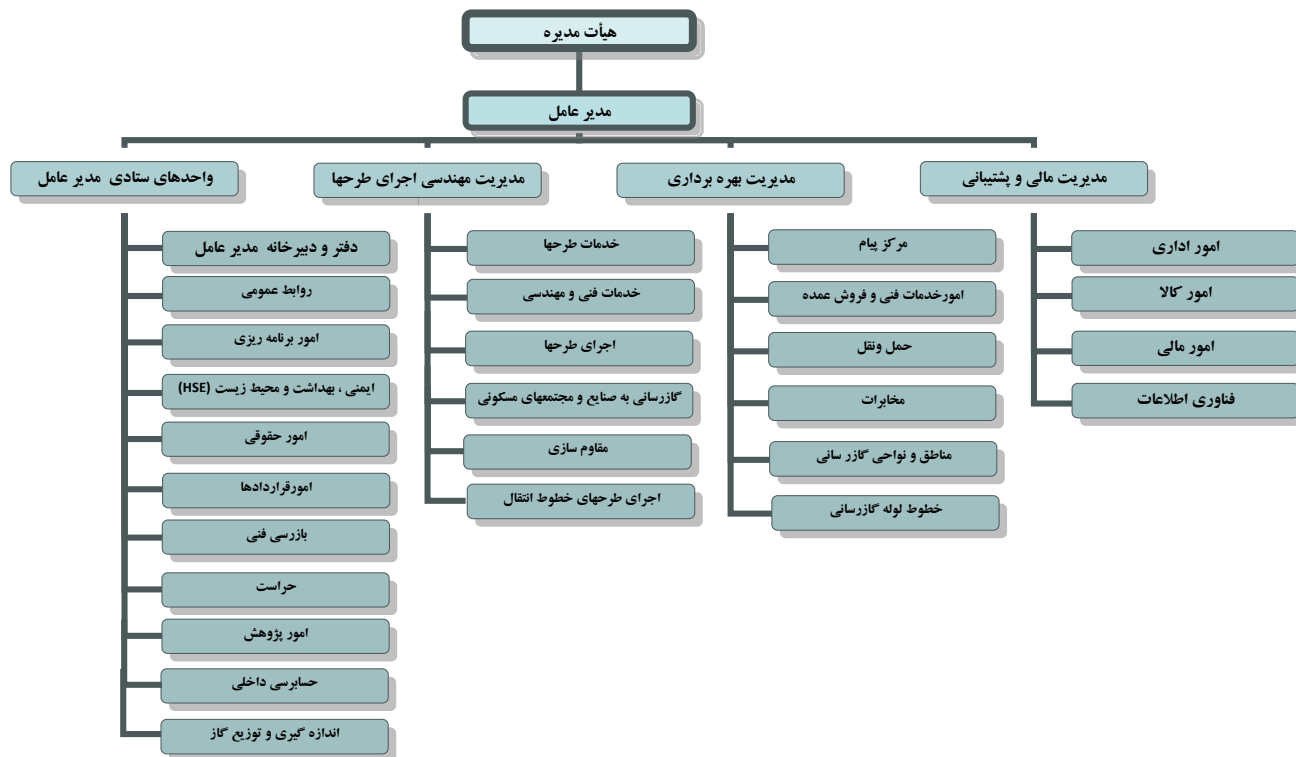 هیأت مدیره
مدیر عامل
مدیریت مالی و پشتیبانی
امور اداری
امور کالا
امور مالی
فناوری اطلاعات
مدیریت بهره برداری
مرکز پیام
امورخدمات فنی و فروش عمده
حمل ونقل
مخابرات
مناطق و نواحی گازر سانی
خطوط لوله گازرسانی
مدیریت مهندسی اجرای طرحها
خدمات طرحها
خدمات فنی و مهندسی
اجرای طرحها
گازرسانی به صنایع و مجتمعهای مسکونی
مقاوم سازی
اجرای طرحهای خطوط انتقال
واحدهای ستادی مدیر عامل
دفتر و دبیرخانه مدیر عامل
روابط عمومی
امور برنامه ریزی
ایمنی ، بهداشت و محیط زیست (HSE)
امور حقوقی
امورقراردادها
بازرسی فنی
حراست
امور پژوهش
حسابرسی داخلی
اندازه گیری و توزیع گاز